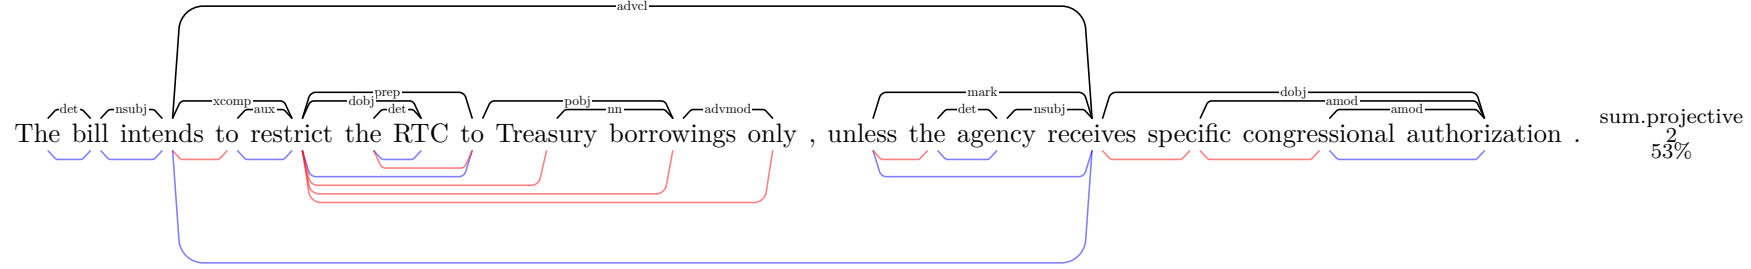 advcl
prep mark dobj
xcomp dobj pobj amod
det nsubj aux det nn advmod det nsubj amod
The bill intends to restrict the RTC to Treasury borrowings only , unless the agency receives specific congressional authorization .
sum.projective
2
53%